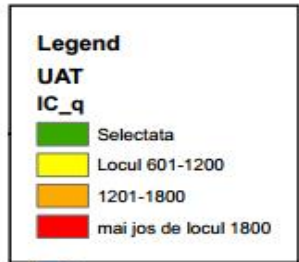 Legend
UAT
IC_q
Selectata
Locul 601-1200
1201-1800
mai jos de locul 1800